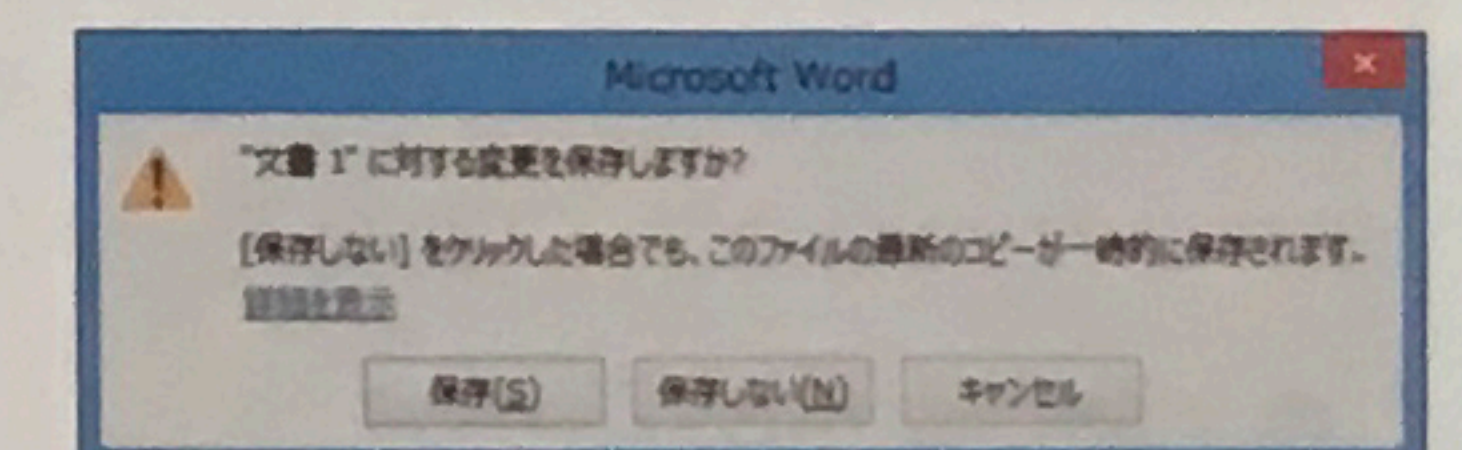 Microsoft Word
"文書 1" に対する変更を保存しますか?
[保存しない] をクリックした場合でも、このファイルの最新のコピーが一時的に保存されます。
詳細を表示
保存(S)
保存しない(N)
キャンセル